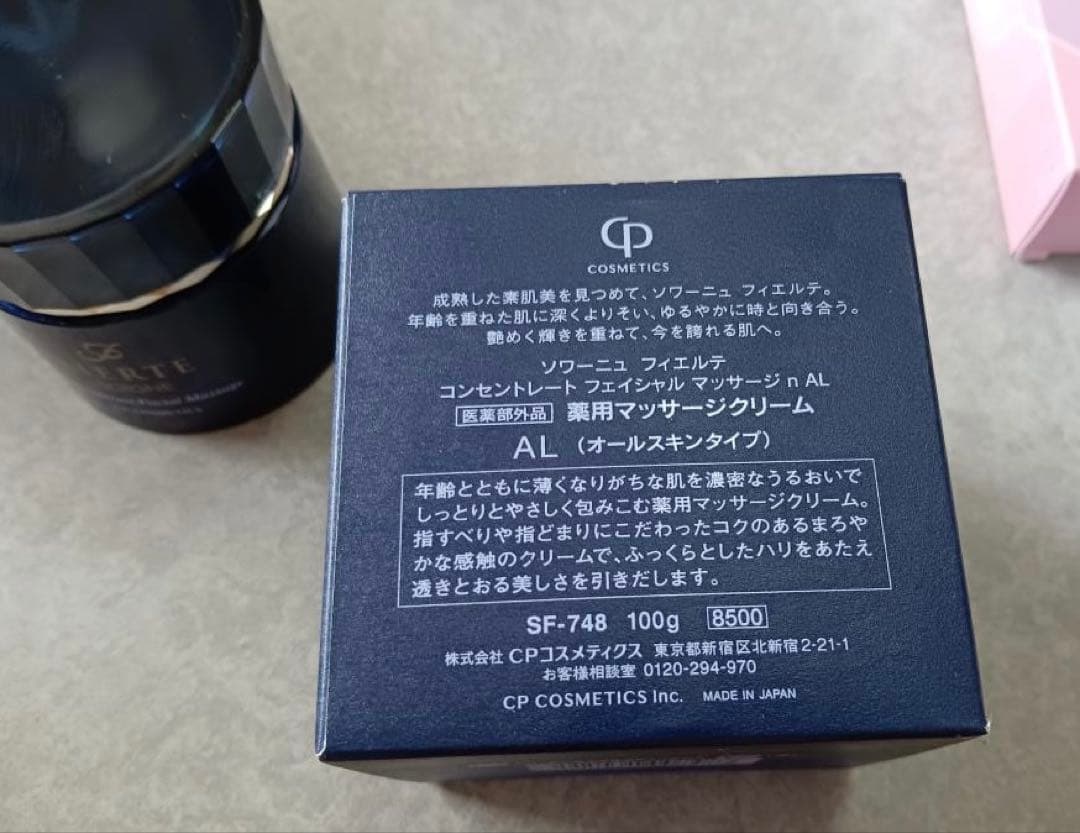 CP
COSMETICS
成熟した素肌美を見つめて、ソワーニュ フィエルテ。
年齢を重ねた肌に深くよりそい、ゆるやかに時と向き合う。
艶めく輝きを重ねて、今を誇れる肌へ。
ソワーニュ フィエルテ
コンセントレート フェイシャル マッサージ n AL
医薬部外品 薬用マッサージクリーム
AL (オールスキンタイプ)
年齢とともに薄くなりがちな肌を濃密なうるおいで
しっとりとやさしく包みこむ薬用マッサージクリーム。
指すべりや指どまりにこだわったコクのあるまろや
かな感触のクリームで、ふっくらとしたハリをあたえ
透きとおる美しさを引きだします。
SF-748 100g 8500
株式会社 CPコスメティクス 東京都新宿区北新宿2-21-1
お客様相談室 0120-294-970
CP COSMETICS Inc. MADE IN JAPAN
ERTE